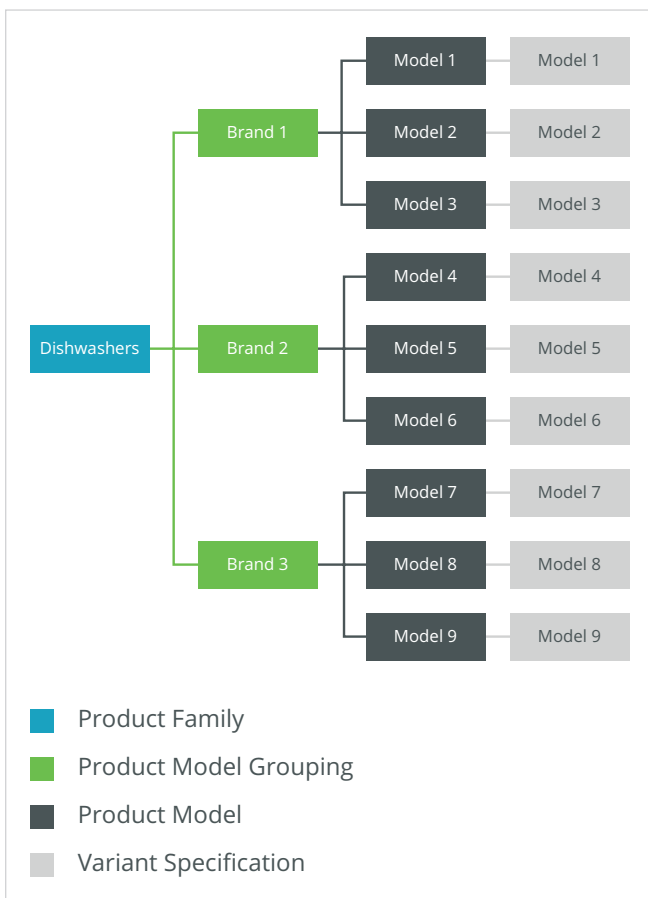 Model 1 Model 1
Brand 1 Model 2 Model 2
Model 3 Model 3
Model 4 Model 4
Dishwashers Brand 2 Model 5 Model 5
Model 6 Model 6
Model 7 Model 7
Brand 3 Model 8 Model 8
Model 9 Model 9
Product Family
Product Model Grouping
Product Model
Variant Specification